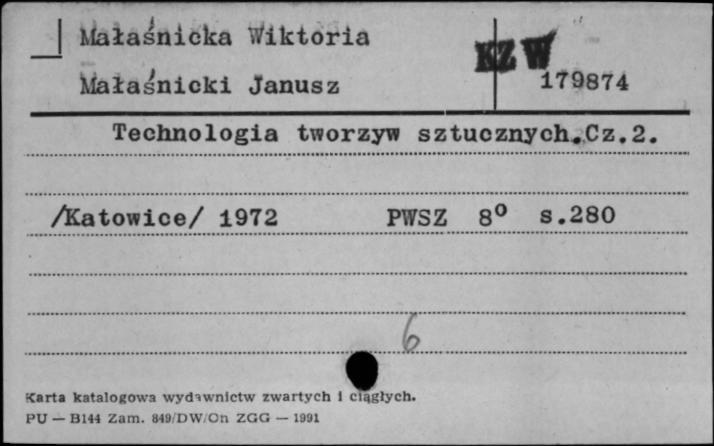 Małaśnicka Wiktoria
KZ W
Małaśnicki Janusz
179874
Technologia tworzyw sztucznych.Cz.2.
/Katowice/ 1972 PWSZ 8° s.280
6
Karta katalogowa wydawnictw zwartych i ciągłych.
PU — B144 Zam. 849/DW/On ZGG — 1991